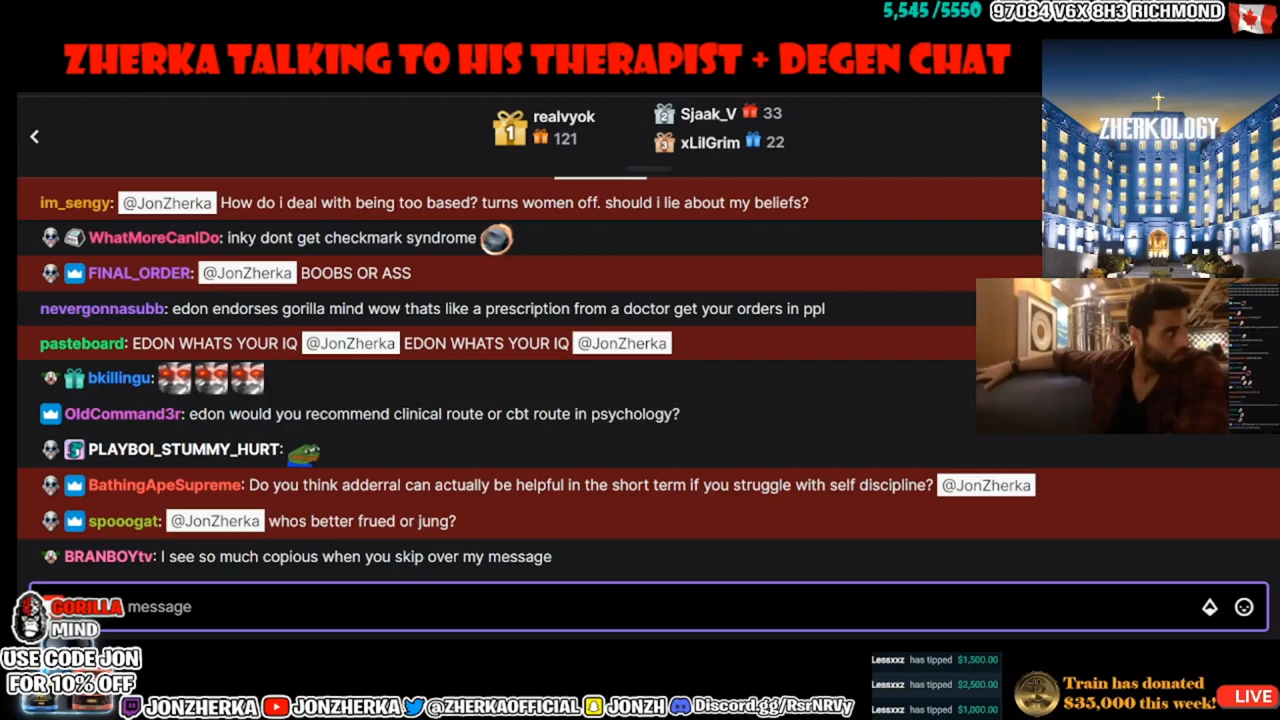 5,545 /5550
97084 V6X 8H3 RICHMOND
ZHERKA TALKING TO HIS THERAPIST + DEGEN CHAT
1 realvyok 121
2 Sjaak_V 33
3 xLilGrim 22
ZHERKOLOGY
im_sengy: @JonZherka How do i deal with being too based? turns women off. should i lie about my beliefs?
WhatMoreCanIDo: inky dont get checkmark syndrome
FINAL_ORDER: @JonZherka BOOBS OR ASS
nevergonnasubb: edon endorses gorilla mind wow thats like a prescription from a doctor get your orders in ppl
pasteboard: EDON WHATS YOUR IQ @JonZherka EDON WHATS YOUR IQ @JonZherka
bkillingu:
OldCommand3r: edon would you recommend clinical route or cbt route in psychology?
PLAYBOI_STUMMY_HURT:
BathingApeSupreme: Do you think adderral can actually be helpful in the short term if you struggle with self discipline? @JonZherka
spooogat: @JonZherka whos better frued or jung?
BRANBOYtv: I see so much copious when you skip over my message
message
GORILLA
MIND
USE CODE JON
FOR 10% OFF
JONZHERKA JONZHERKA @ZHERKAOFFICIAL JONZH Discord.gg/RsrNRVy
Lessxxz has tipped $1,500.00
Lessxxz has tipped $2,500.00
Lessxxz has tipped $1,000.00
Train has donated
$35,000 this week!
LIVE